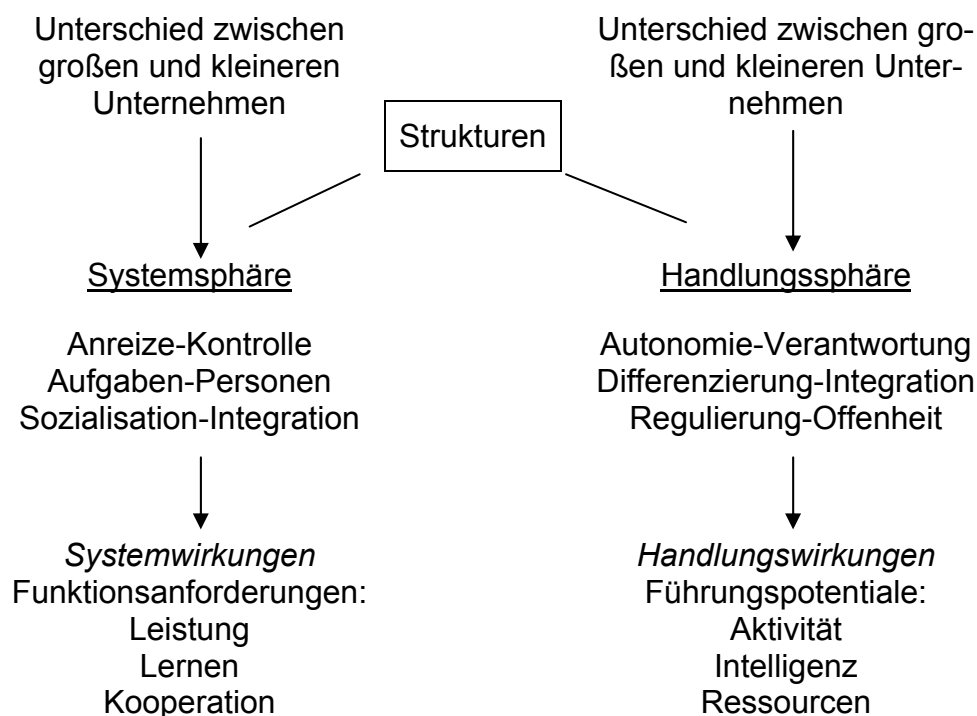 Unterschied zwischen
großen und kleineren
Unternehmen
Unterschied zwischen gro-
ßen und kleineren Unter-
nehmen
Strukturen
Systemsphäre
Anreize-Kontrolle
Aufgaben-Personen
Sozialisation-Integration
Handlungssphäre
Autonomie-Verantwortung
Differenzierung-Integration
Regulierung-Offenheit
Systemwirkungen
Funktionsanforderungen:
Leistung
Lernen
Kooperation
Handlungswirkungen
Führungspotentiale:
Aktivität
Intelligenz
Ressourcen